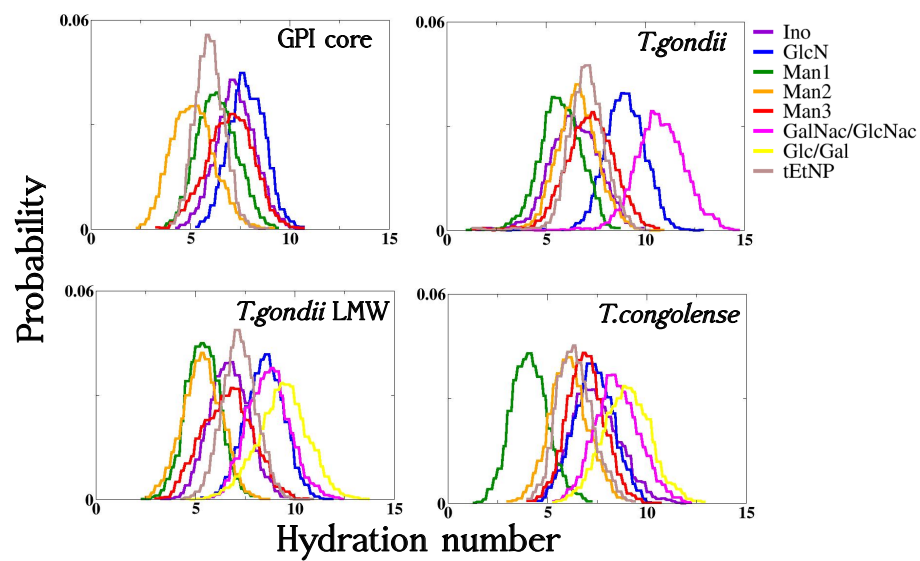 0.06
GPI core
0
0 5 10 15
0.06
T.gondii
0
0 5 10 15
Ino
GlcN
Man1
Man2
Man3
GalNac/GlcNac
Glc/Gal
tEtNP
Probability
0.06
T.gondii LMW
0
0 5 10 15
0.06
T.congolense
0
0 5 10 15
Hydration number